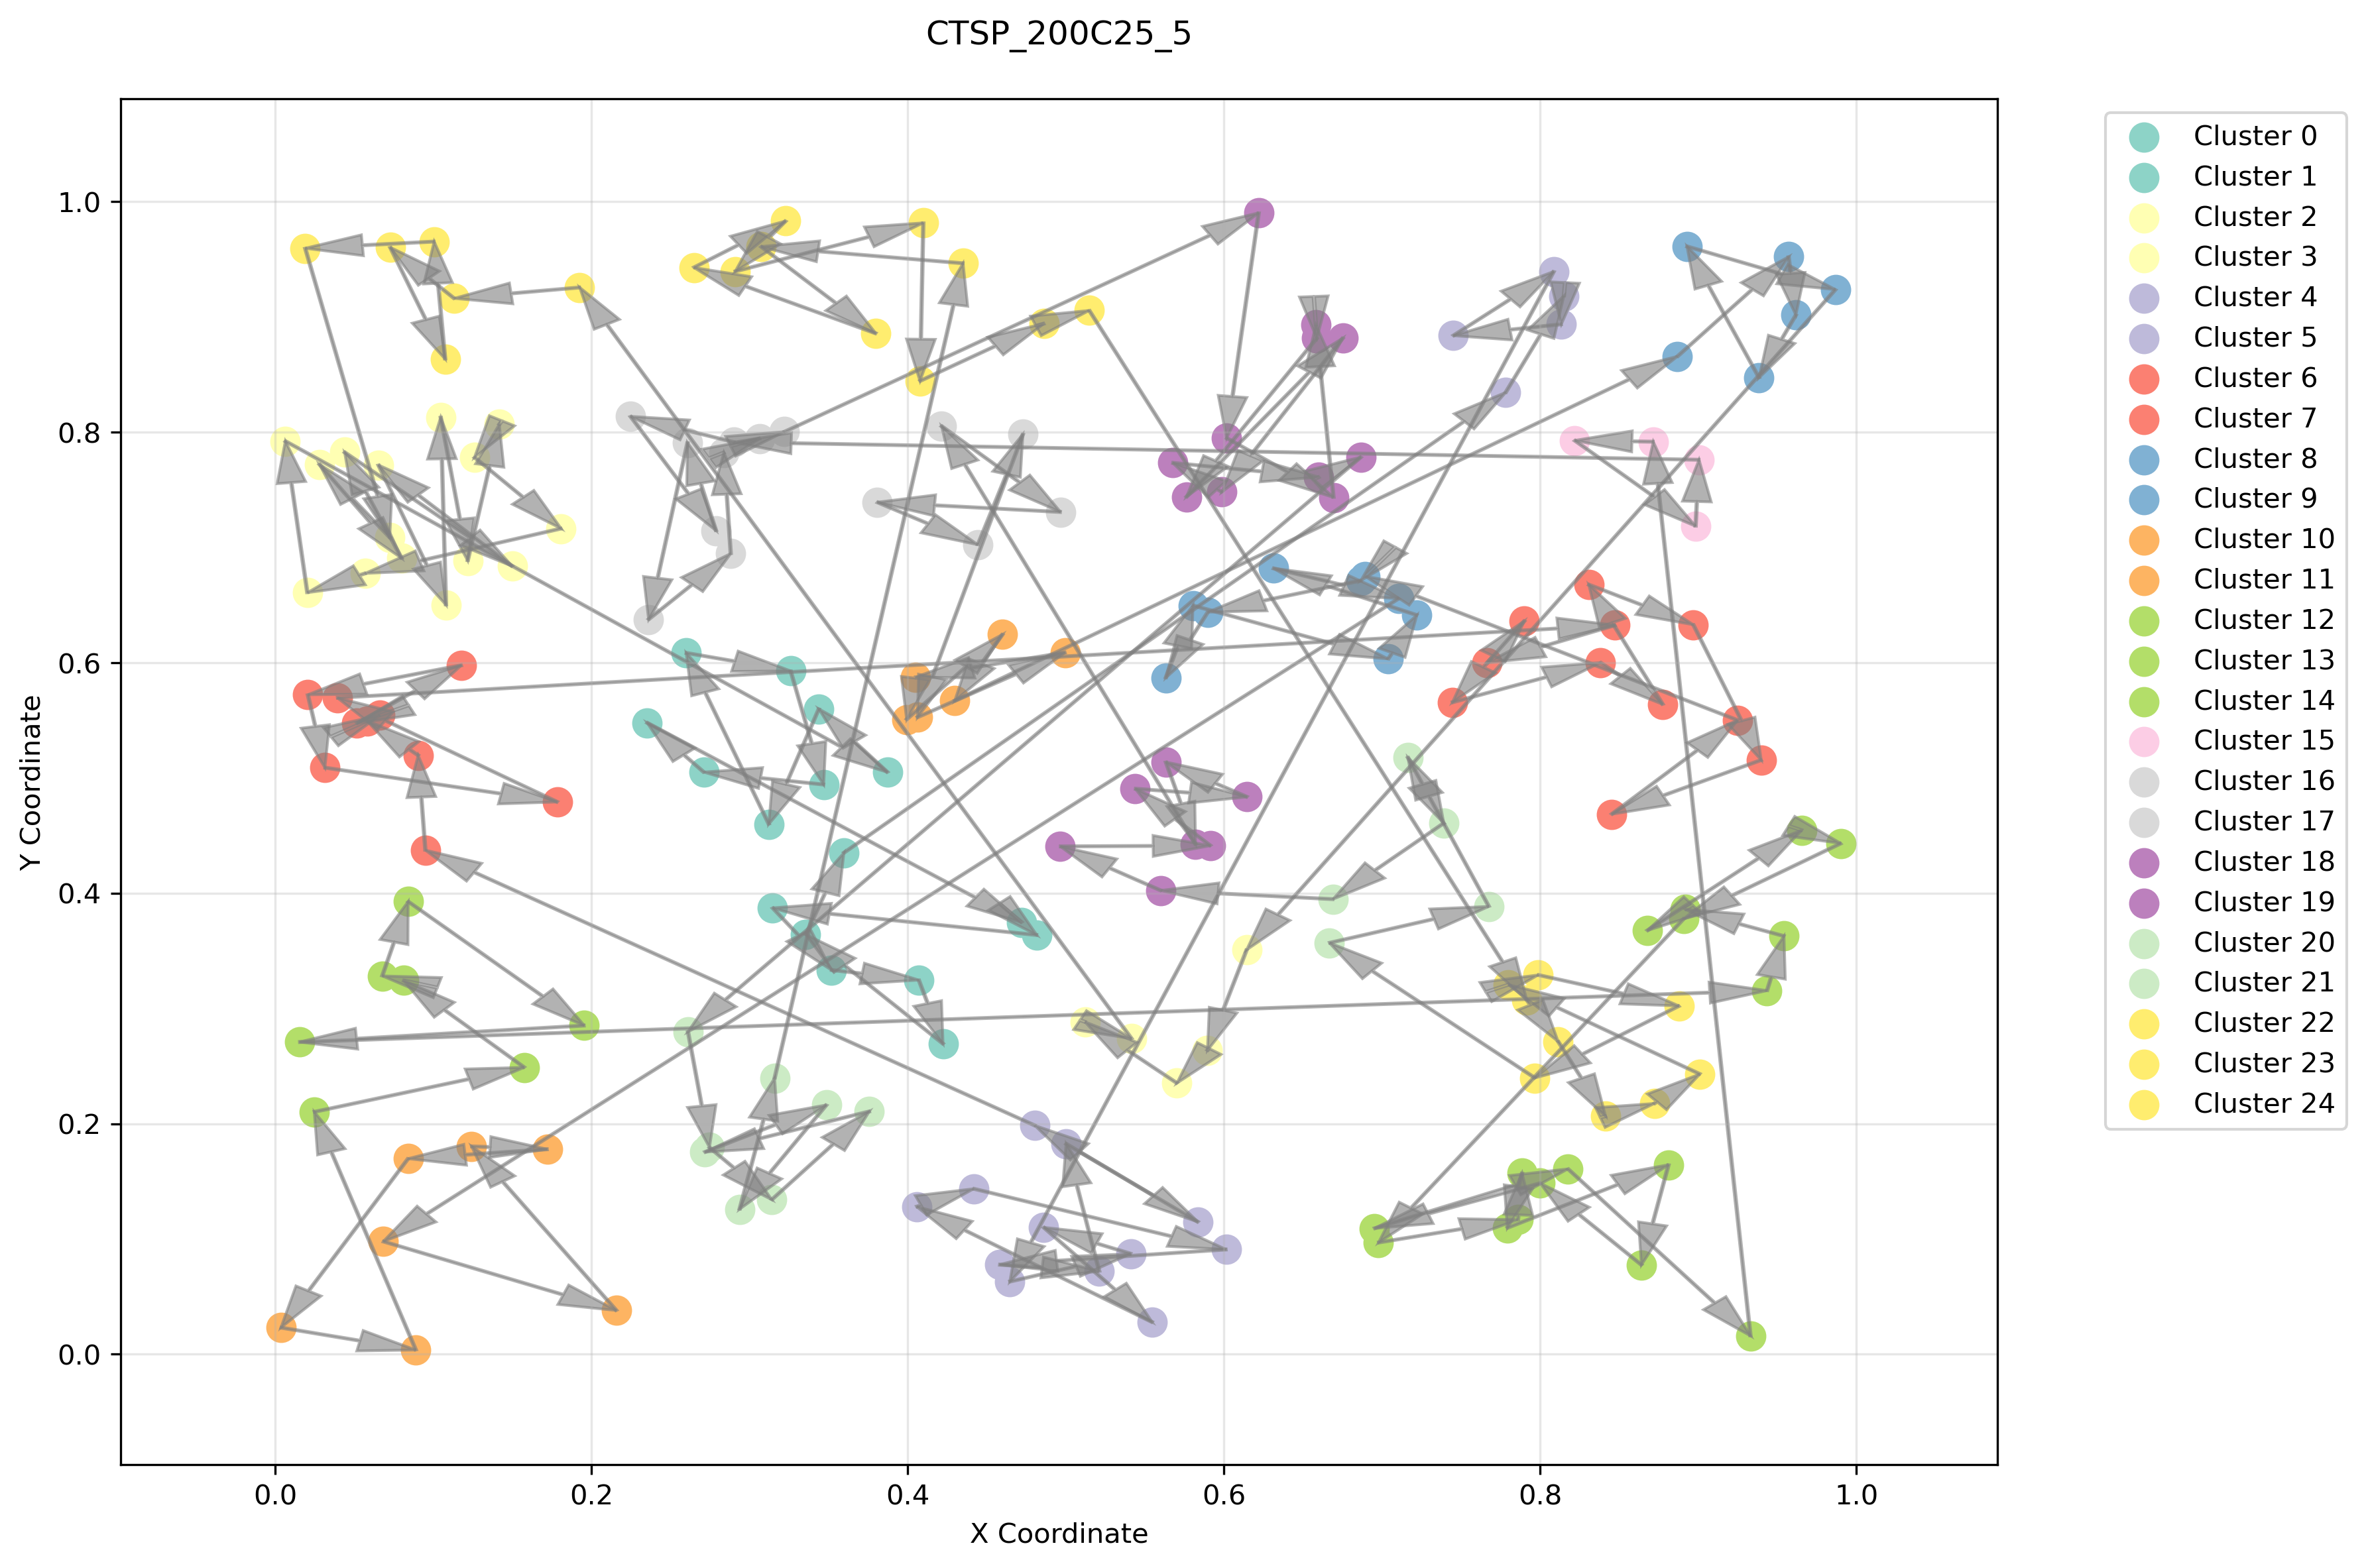 CTSP_200C25_5
1.0
0.8
0.6
0.4
0.2
0.0
Y Coordinate
0.0 0.2 0.4 0.6 0.8 1.0
X Coordinate
Cluster 0
Cluster 1
Cluster 2
Cluster 3
Cluster 4
Cluster 5
Cluster 6
Cluster 7
Cluster 8
Cluster 9
Cluster 10
Cluster 11
Cluster 12
Cluster 13
Cluster 14
Cluster 15
Cluster 16
Cluster 17
Cluster 18
Cluster 19
Cluster 20
Cluster 21
Cluster 22
Cluster 23
Cluster 24